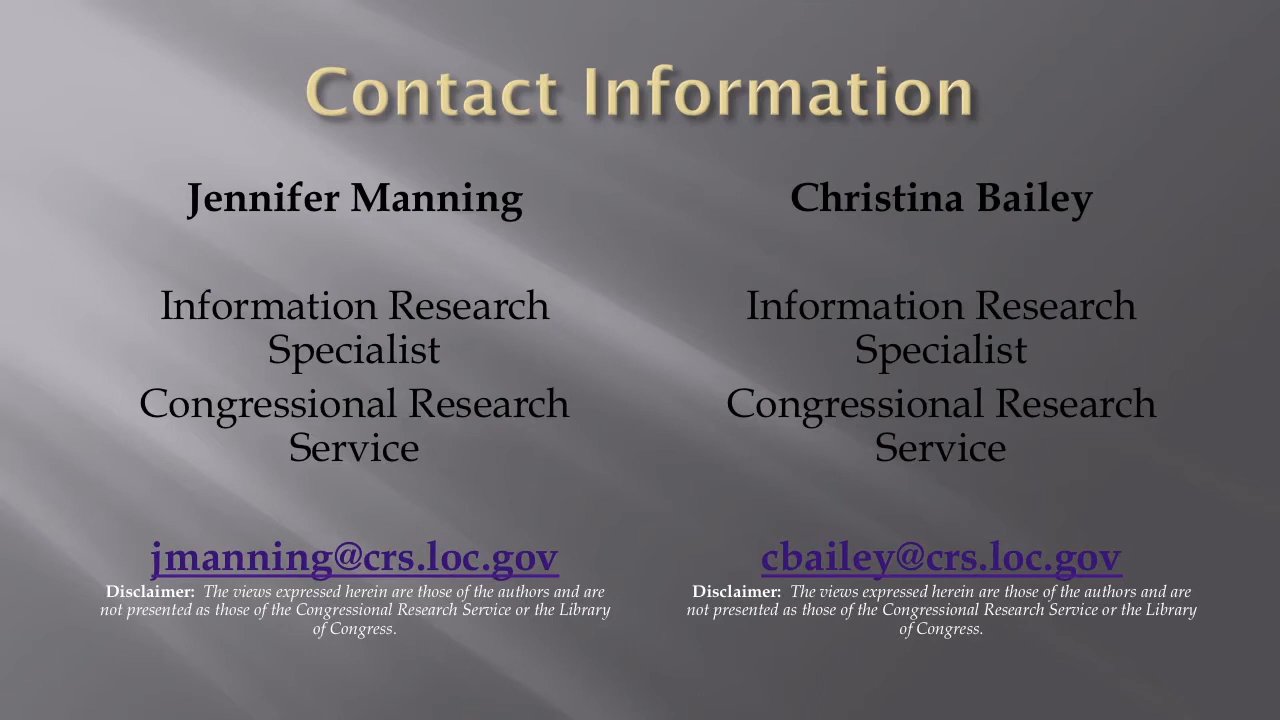 Contact Information
Jennifer Manning
Information Research
Specialist
Congressional Research
Service
jmanning@crs.loc.gov
Disclaimer: The views expressed herein are those of the authors and are
not presented as those of the Congressional Research Service or the Library
of Congress.
Christina Bailey
Information Research
Specialist
Congressional Research
Service
cbailey@crs.loc.gov
Disclaimer: The views expressed herein are those of the authors and are
not presented as those of the Congressional Research Service or the Library
of Congress.